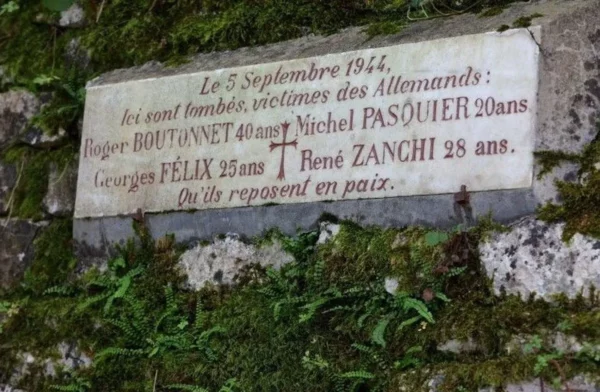 Le 5 Septembre 1944,
Ici sont tombés, victimes des Allemands :
Roger BOUTONNET 40 ans Michel PASQUIER 20 ans
Georges FÉLIX 25 ans René ZANCHI 28 ans.
Qu'ils reposent en paix.